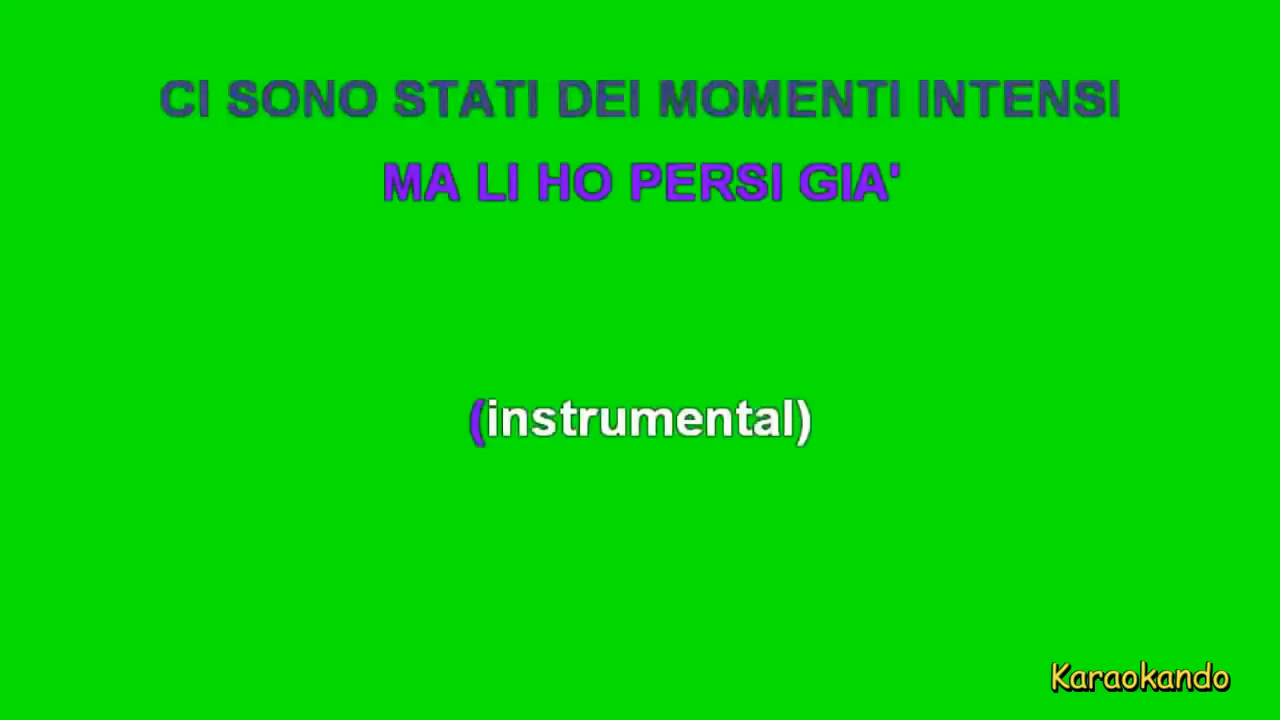 CI SONO STATI DEI MOMENTI INTENSI
MA LI HO PERSI GIA'
(instrumental)
Karaokando